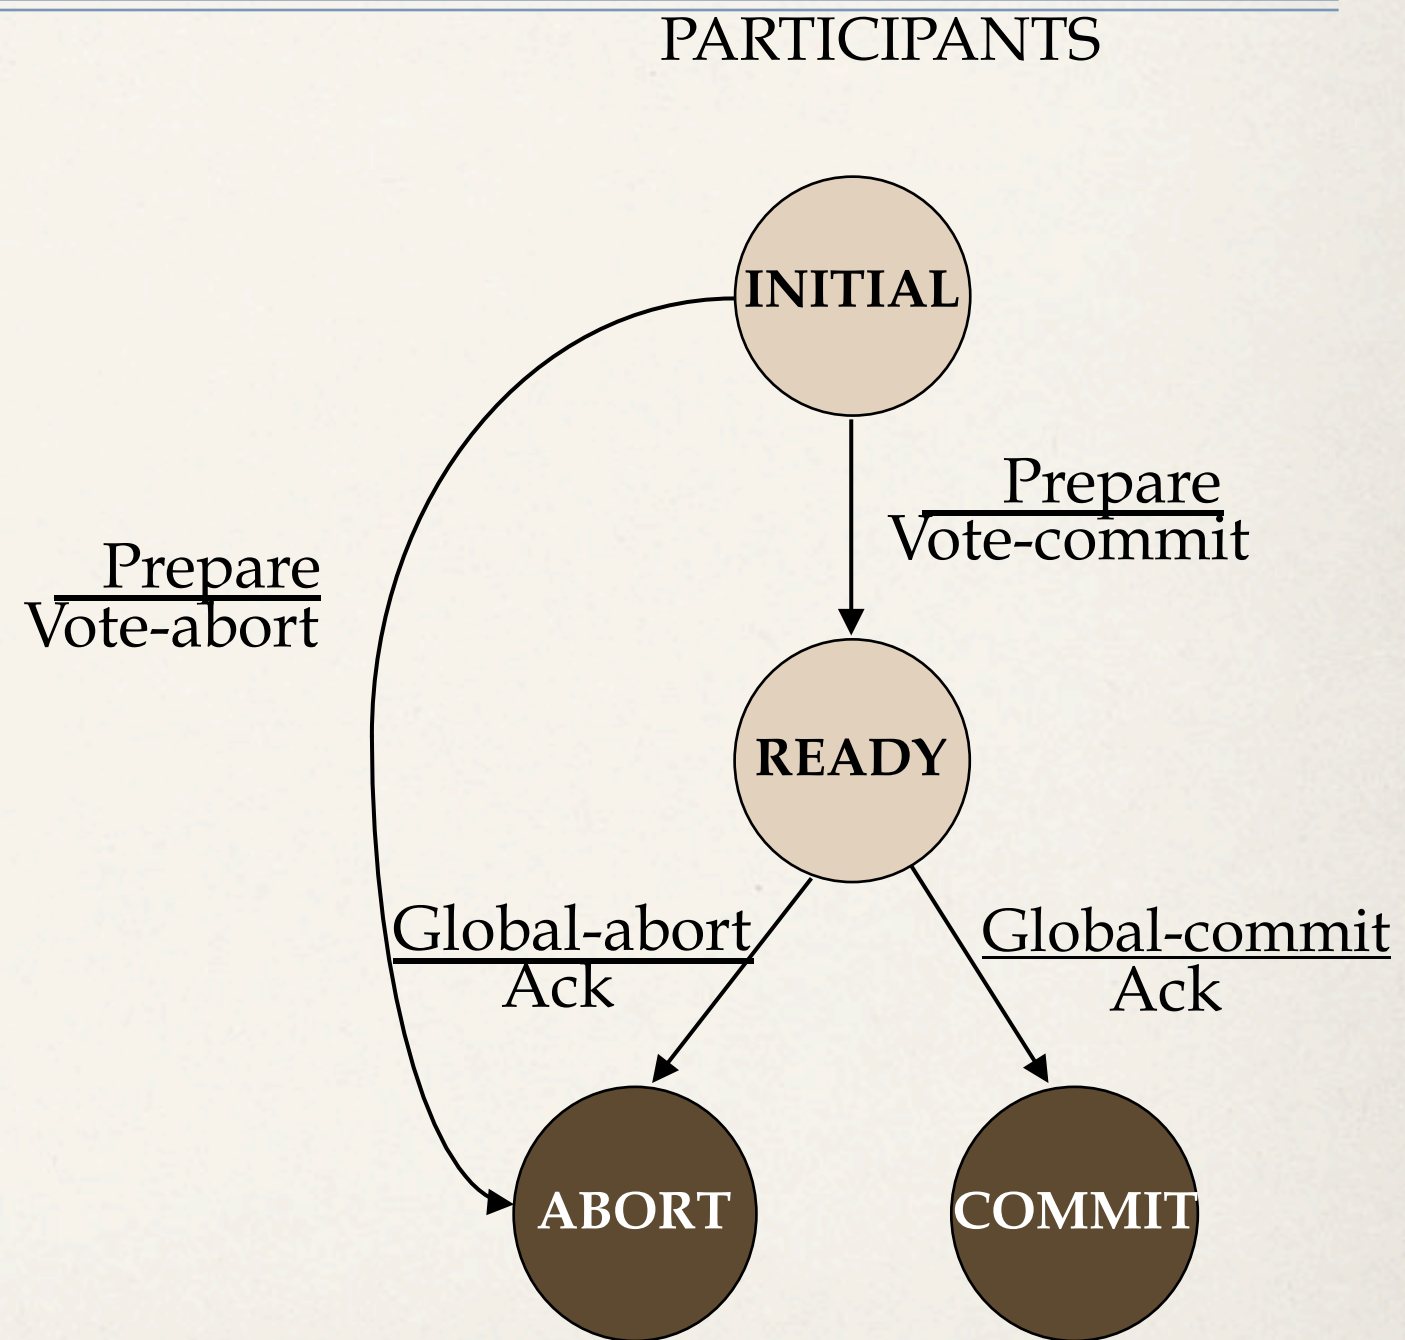 PARTICIPANTS
INITIAL
Prepare
Vote-commit
Prepare
Vote-abort
READY
Global-abort
Ack
Global-commit
Ack
ABORT
COMMIT